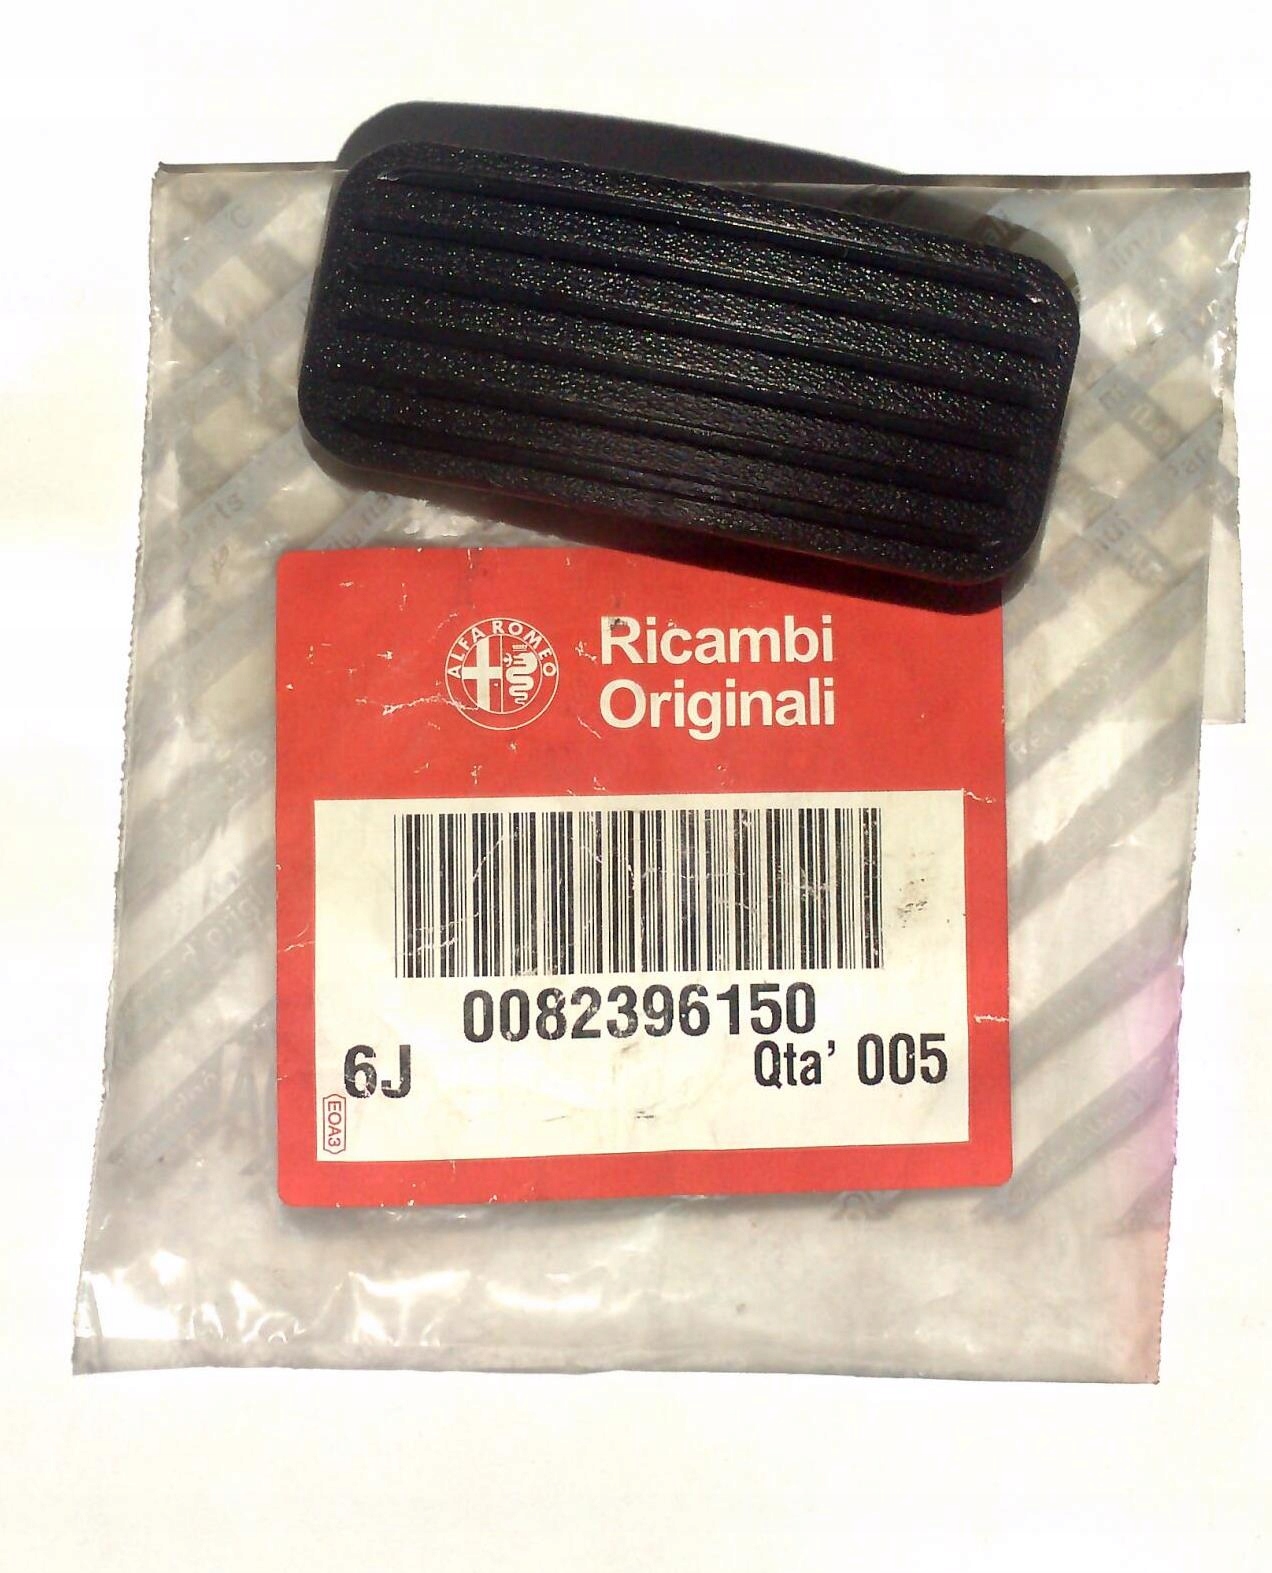 ALFA ROMEO
Ricambi
Originali
0082396150
6J
Qta' 005
EOA3